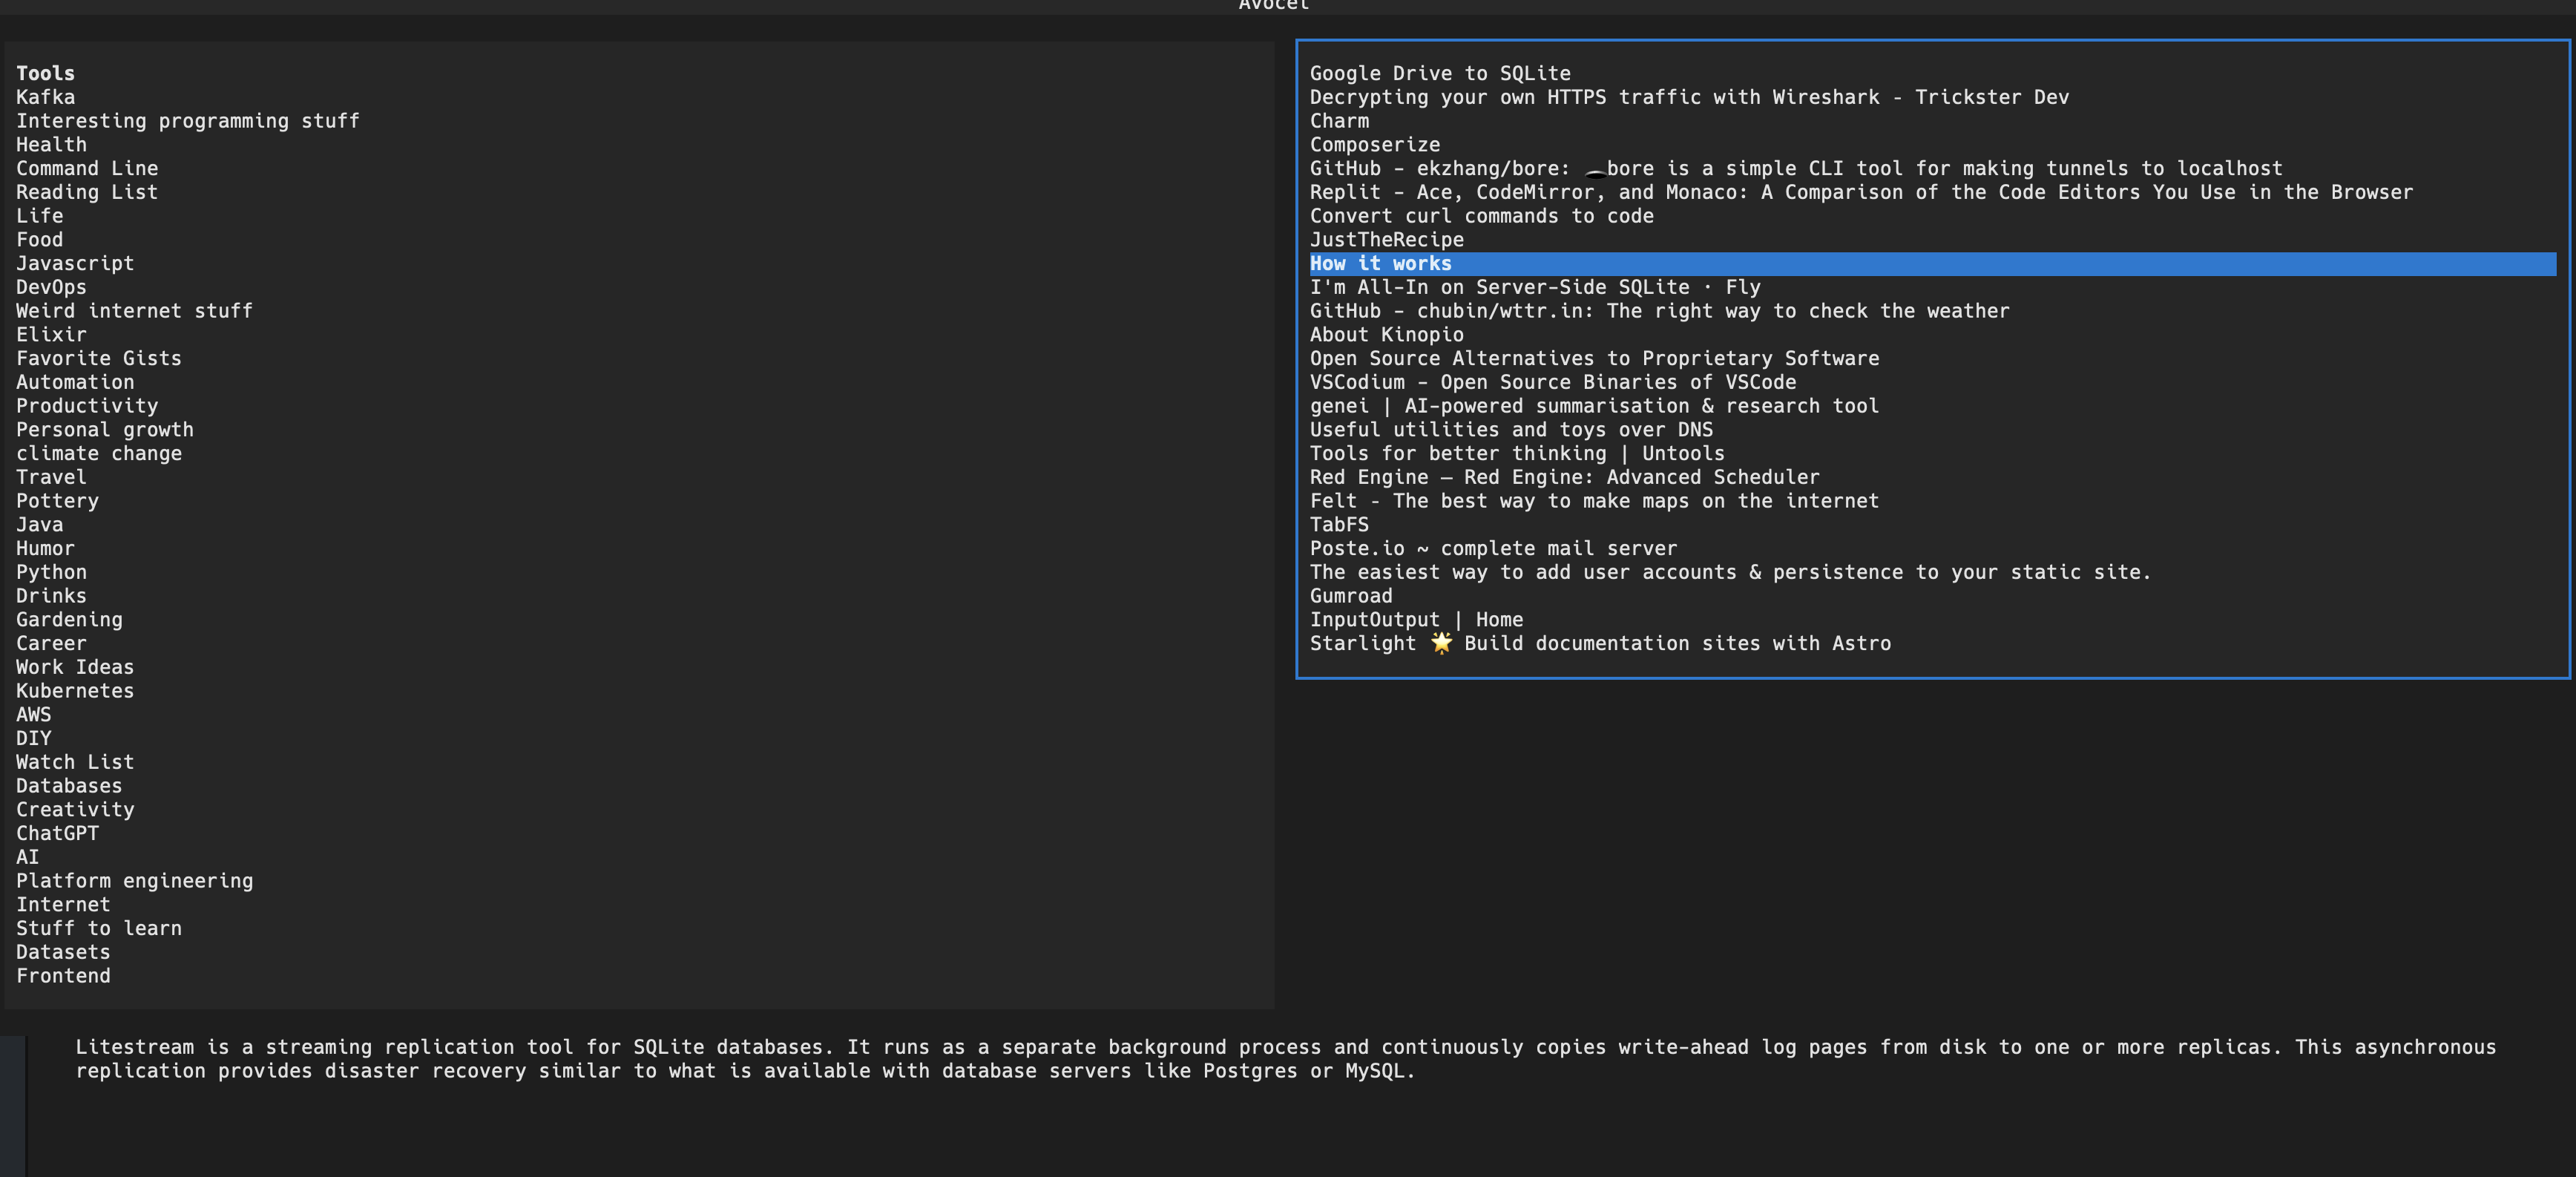 Avocet
Tools
Kafka
Interesting programming stuff
Health
Command Line
Reading List
Life
Food
Javascript
DevOps
Weird internet stuff
Elixir
Favorite Gists
Automation
Productivity
Personal growth
climate change
Travel
Pottery
Java
Humor
Python
Drinks
Gardening
Career
Work Ideas
Kubernetes
AWS
DIY
Watch List
Databases
Creativity
ChatGPT
AI
Platform engineering
Internet
Stuff to learn
Datasets
Frontend
Google Drive to SQLite
Decrypting your own HTTPS traffic with Wireshark - Trickster Dev
Charm
Composerize
GitHub - ekzhang/bore: 🕳bore is a simple CLI tool for making tunnels to localhost
Replit - Ace, CodeMirror, and Monaco: A Comparison of the Code Editors You Use in the Browser
Convert curl commands to code
JustTheRecipe
How it works
I'm All-In on Server-Side SQLite · Fly
GitHub - chubin/wttr.in: The right way to check the weather
About Kinopio
Open Source Alternatives to Proprietary Software
VSCodium - Open Source Binaries of VSCode
genei | AI-powered summarisation & research tool
Useful utilities and toys over DNS
Tools for better thinking | Untools
Red Engine — Red Engine: Advanced Scheduler
Felt - The best way to make maps on the internet
TabFS
Poste.io ~ complete mail server
The easiest way to add user accounts & persistence to your static site.
Gumroad
InputOutput | Home
Starlight 🌟 Build documentation sites with Astro
Litestream is a streaming replication tool for SQLite databases. It runs as a separate background process and continuously copies write-ahead log pages from disk to one or more replicas. This asynchronous
replication provides disaster recovery similar to what is available with database servers like Postgres or MySQL.